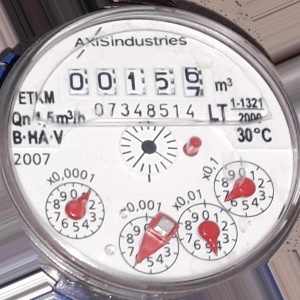 AXISindustries
0 0 1 5 6 m³
ETKM
07348514
Qn 1.5m³/h
LT 1-1321
2000
B·HA·V
30°C
2007
x0,0001
x0,001
x0,01
x0,1